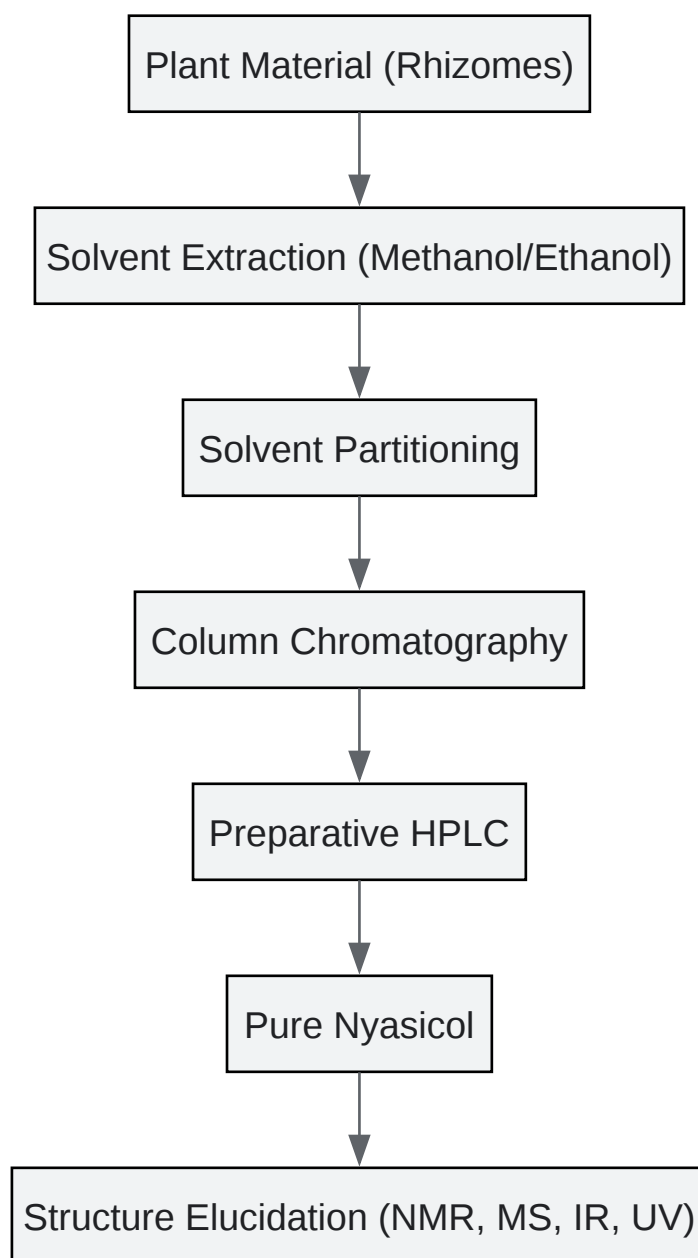 Plant Material (Rhizomes)
Solvent Extraction (Methanol/Ethanol)
Solvent Partitioning
Column Chromatography
Preparative HPLC
Pure Nyasicol
Structure Elucidation (NMR, MS, IR, UV)